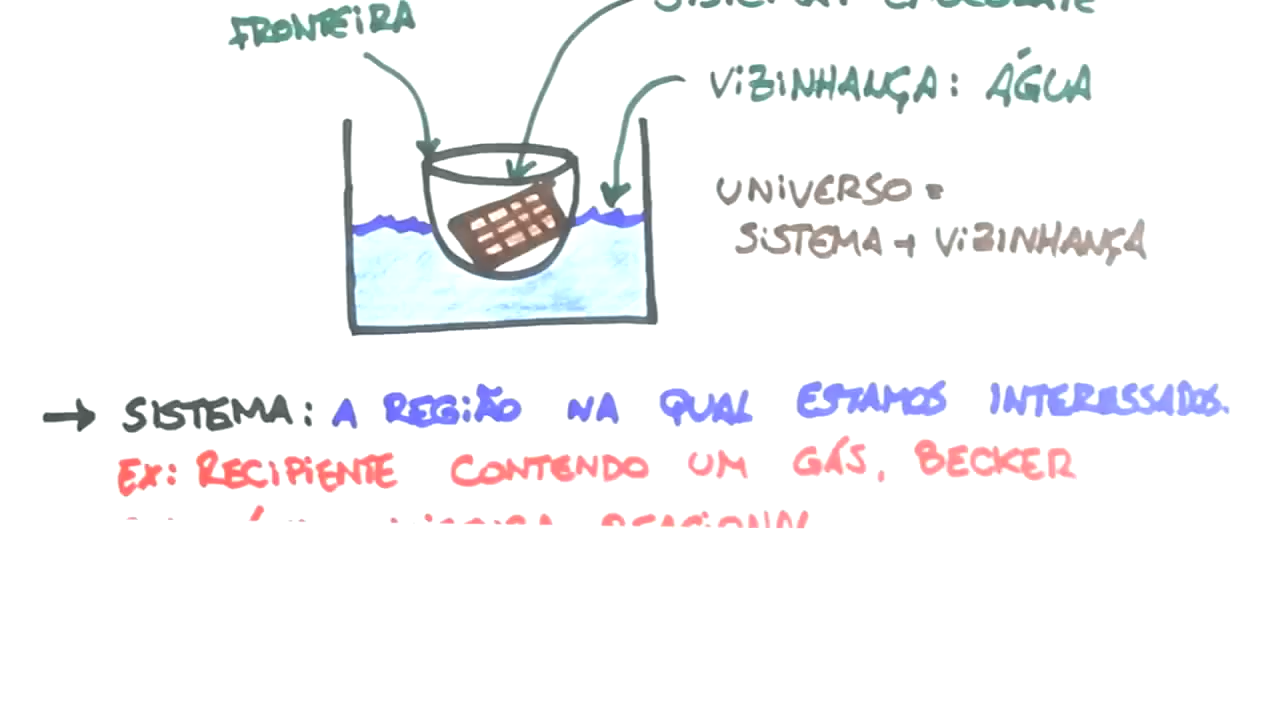 FRONTEIRA
VIZINHANÇA: ÁGUA
UNIVERSO =
SISTEMA + VIZINHANÇA
→ SISTEMA: A REGIÃO NA QUAL ESTAMOS INTERESSADOS.
EX: RECIPIENTE CONTENDO UM GÁS, BECKER